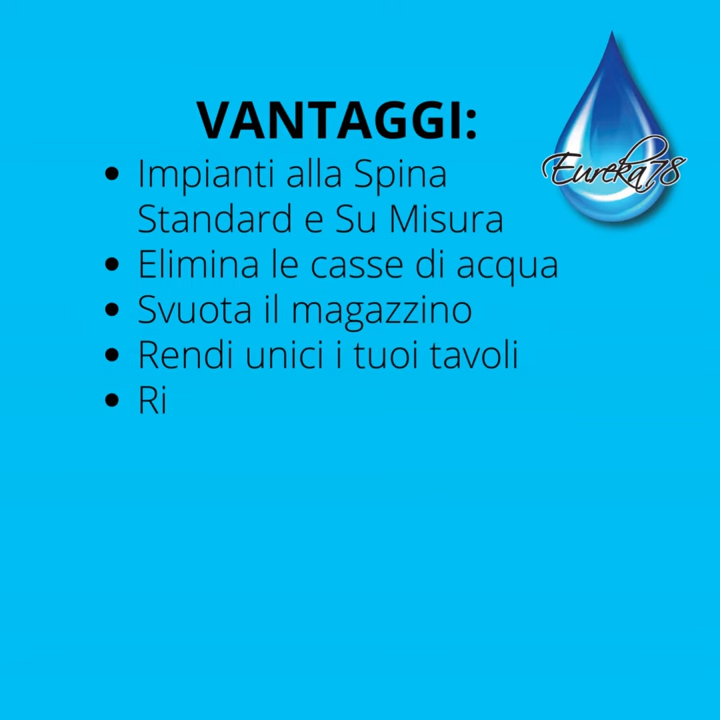 VANTAGGI:
Eureka78
• Impianti alla Spina
Standard e Su Misura
• Elimina le casse di acqua
• Svuota il magazzino
• Rendi unici i tuoi tavoli
• Ri